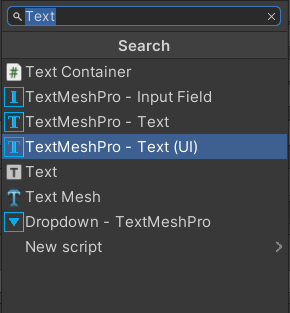 Text
Search
Text Container
TextMeshPro - Input Field
TextMeshPro - Text
TextMeshPro - Text (UI)
Text
Text Mesh
Dropdown - TextMeshPro
New script